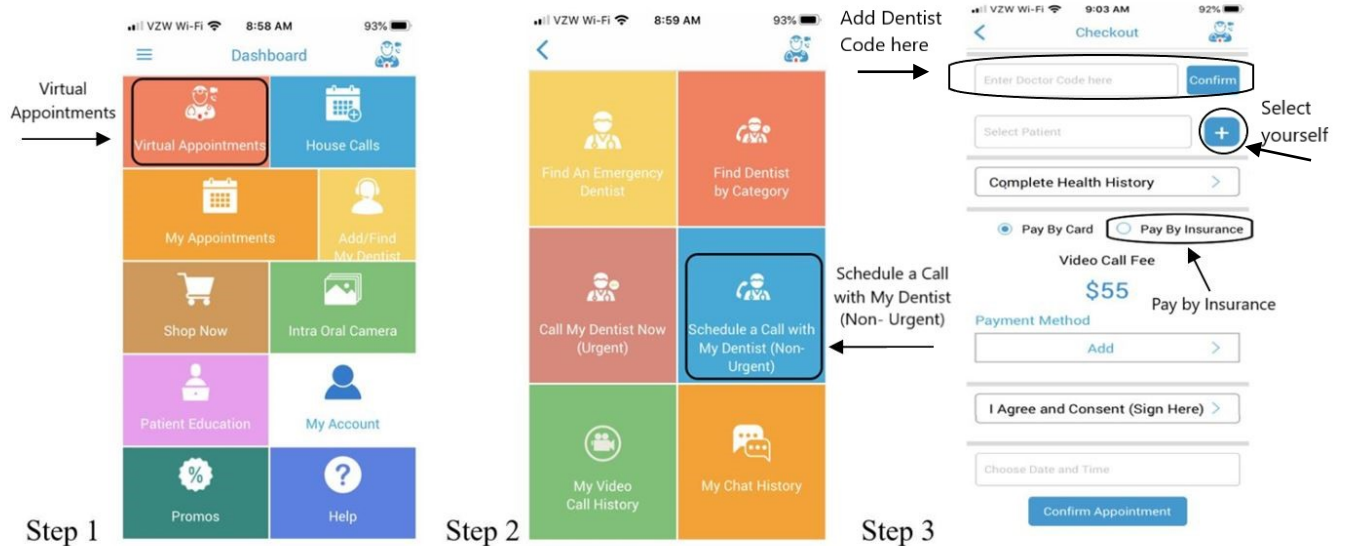 Virtual
Appointments
VZW Wi-Fi 8:58 AM 93%
Dashboard
Virtual Appointments
House Calls
My Appointments
Add/Find
My Dentist
Shop Now
Intra Oral Camera
Patient Education
My Account
%
Promos
?
Help
Step 1
VZW Wi-Fi 8:59 AM 93%
Find An Emergency
Dentist
Find Dentist
by Category
Call My Dentist Now
(Urgent)
Schedule a Call with
My Dentist (Non-
Urgent)
My Video
Call History
My Chat History
Schedule a Call
with My Dentist
(Non- Urgent)
Step 2
Add Dentist
Code here
VZW Wi-Fi 9:03 AM 92%
Checkout
Enter Doctor Code here
Confirm
Select Patient
+
Select
yourself
Complete Health History
Pay By Card
Pay By Insurance
Video Call Fee
$55
Pay by Insurance
Payment Method
Add
I Agree and Consent (Sign Here)
Choose Date and Time
Confirm Appointment
Step 3